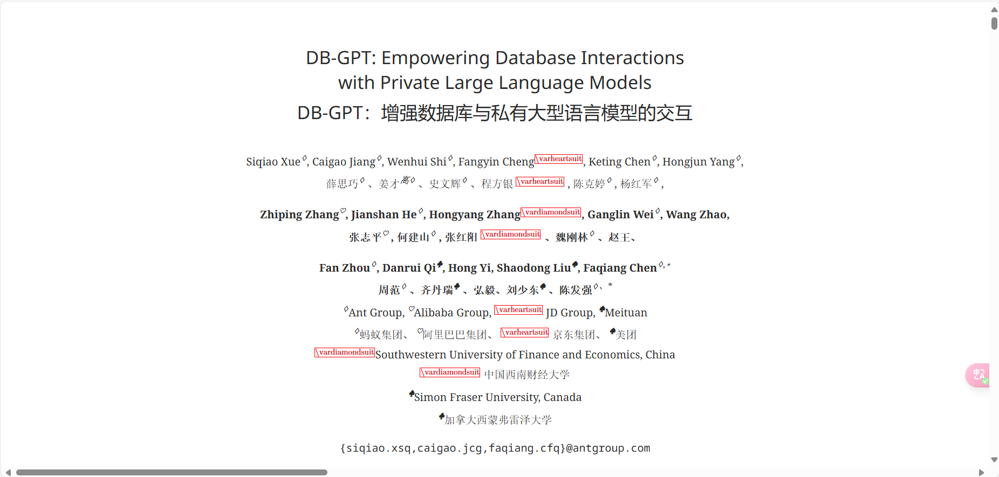 DB-GPT: Empowering Database Interactions
with Private Large Language Models
DB-GPT：增强数据库与私有大型语言模型的交互
Siqiao Xue♢, Caigao Jiang♢, Wenhui Shi♢, Fangyin Cheng\varheartsuit, Keting Chen♢, Hongjun Yang♢,
薛思巧♢ 、姜才高♢ 、史文辉♢ 、程方银 \varheartsuit , 陈克婷♢ , 杨红军♢ ,
Zhiping Zhang♡, Jianshan He♢, Hongyang Zhang\vardiamondsuit, Ganglin Wei♢, Wang Zhao,
张志平♡ , 何建山♢ , 张红阳 \vardiamondsuit 、魏刚林♢ 、赵王、
Fan Zhou♢, Danrui Qi♣, Hong Yi, Shaodong Liu♠, Faqiang Chen♢,*
周范♢ 、齐丹瑞♣ 、弘毅、刘少东♠ 、陈发强♢、*
♢Ant Group, ♡Alibaba Group, \varheartsuit JD Group, ♠Meituan
♢蚂蚁集团、 ♡阿里巴巴集团、 \varheartsuit 京东集团、 ♠美团
\vardiamondsuitSouthwestern University of Finance and Economics, China
\vardiamondsuit 中国西南财经大学
♣Simon Fraser University, Canada
♣加拿大西蒙弗雷泽大学
{siqiao.xsq,caigao.jcg,faqiang.cfq}@antgroup.com